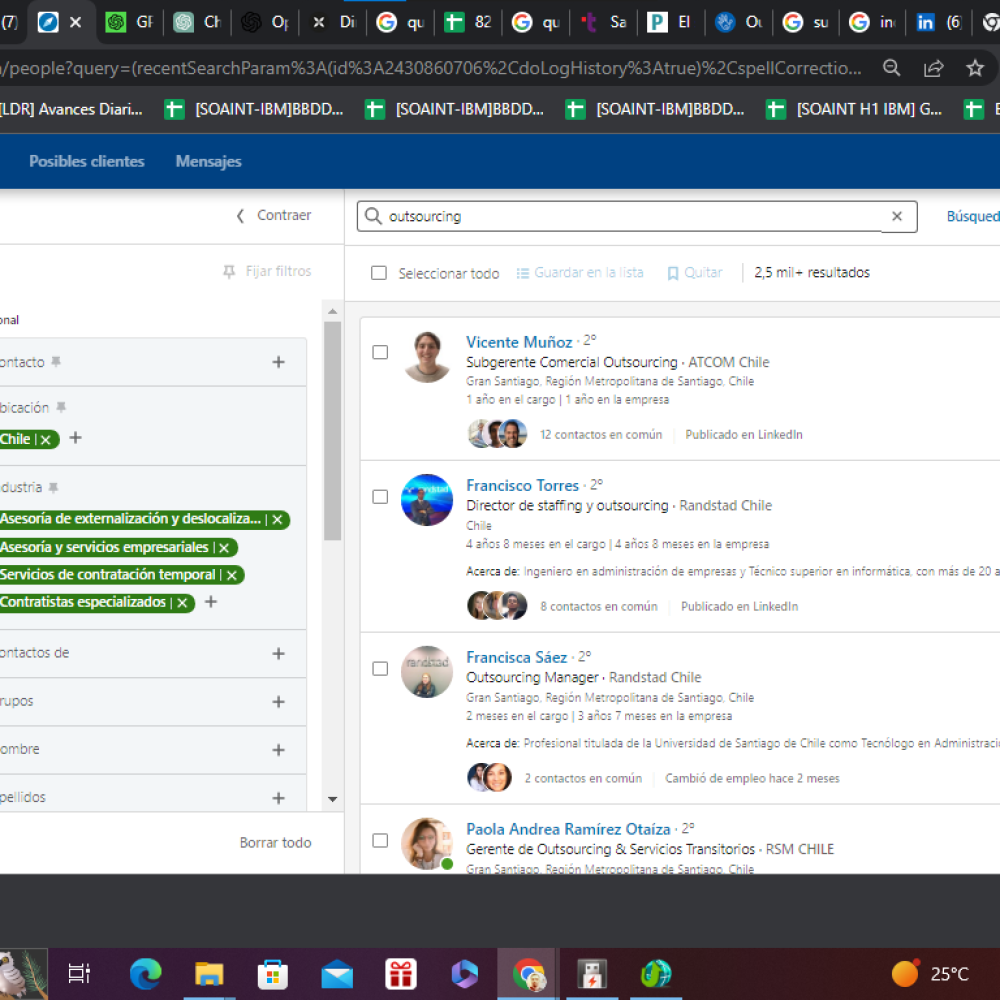 (7)
GF
Ch
Op
Di
qu
82
qu
Sa
El
Ou
su
in
(6)
/people?query=(recentSearchParam%3A(id%3A2430860706%2CdoLogHistory%3Atrue)%2CspellCorrectio...
[LDR] Avances Diari...
[SOAINT-IBM]BBDD...
[SOAINT-IBM]BBDD...
[SOAINT-IBM]BBDD...
[SOAINT H1 IBM] G...
Posibles clientes
Mensajes
Contraer
outsourcing
Búsqued
Fijar filtros
Seleccionar todo
Guardar en la lista
Quitar
2,5 mil+ resultados
onal
ontacto
bicación
Chile
dustria
Asesoría de externalización y deslocaliza...
Asesoría y servicios empresariales
Servicios de contratación temporal
Contratistas especializados
ontactos de
rupos
ombre
pellidos
Borrar todo
Vicente Muñoz · 2º
Subgerente Comercial Outsourcing · ATCOM Chile
Gran Santiago, Región Metropolitana de Santiago, Chile
1 año en el cargo | 1 año en la empresa
12 contactos en común
Publicado en LinkedIn
Francisco Torres · 2º
Director de staffing y outsourcing · Randstad Chile
Chile
4 años 8 meses en el cargo | 4 años 8 meses en la empresa
Acerca de: Ingeniero en administración de empresas y Técnico superior en informática, con más de 20 a
8 contactos en común
Publicado en LinkedIn
randstad
Francisca Sáez · 2º
Outsourcing Manager · Randstad Chile
Gran Santiago, Región Metropolitana de Santiago, Chile
2 meses en el cargo | 3 años 7 meses en la empresa
Acerca de: Profesional titulada de la Universidad de Santiago de Chile como Tecnólogo en Administració
2 contactos en común
Cambió de empleo hace 2 meses
Paola Andrea Ramírez Otaíza · 2º
Gerente de Outsourcing & Servicios Transitorios · RSM CHILE
Gran Santiago, Región Metropolitana de Santiago, Chile
25°C